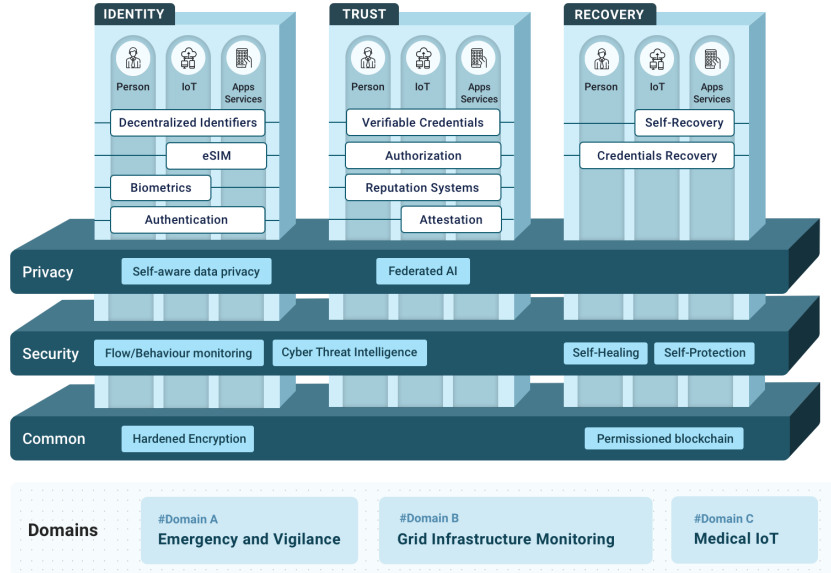 IDENTITY
TRUST
RECOVERY
Person
IoT
Apps
Services
Person
IoT
Apps
Services
Person
IoT
Apps
Services
Decentralized Identifiers
Verifiable Credentials
Self-Recovery
eSIM
Authorization
Credentials Recovery
Biometrics
Reputation Systems
Authentication
Attestation
Privacy
Self-aware data privacy
Federated AI
Security
Flow/Behaviour monitoring
Cyber Threat Intelligence
Self-Healing
Self-Protection
Common
Hardened Encryption
Permissioned blockchain
Domains
#Domain A
Emergency and Vigilance
#Domain B
Grid Infrastructure Monitoring
#Domain C
Medical IoT